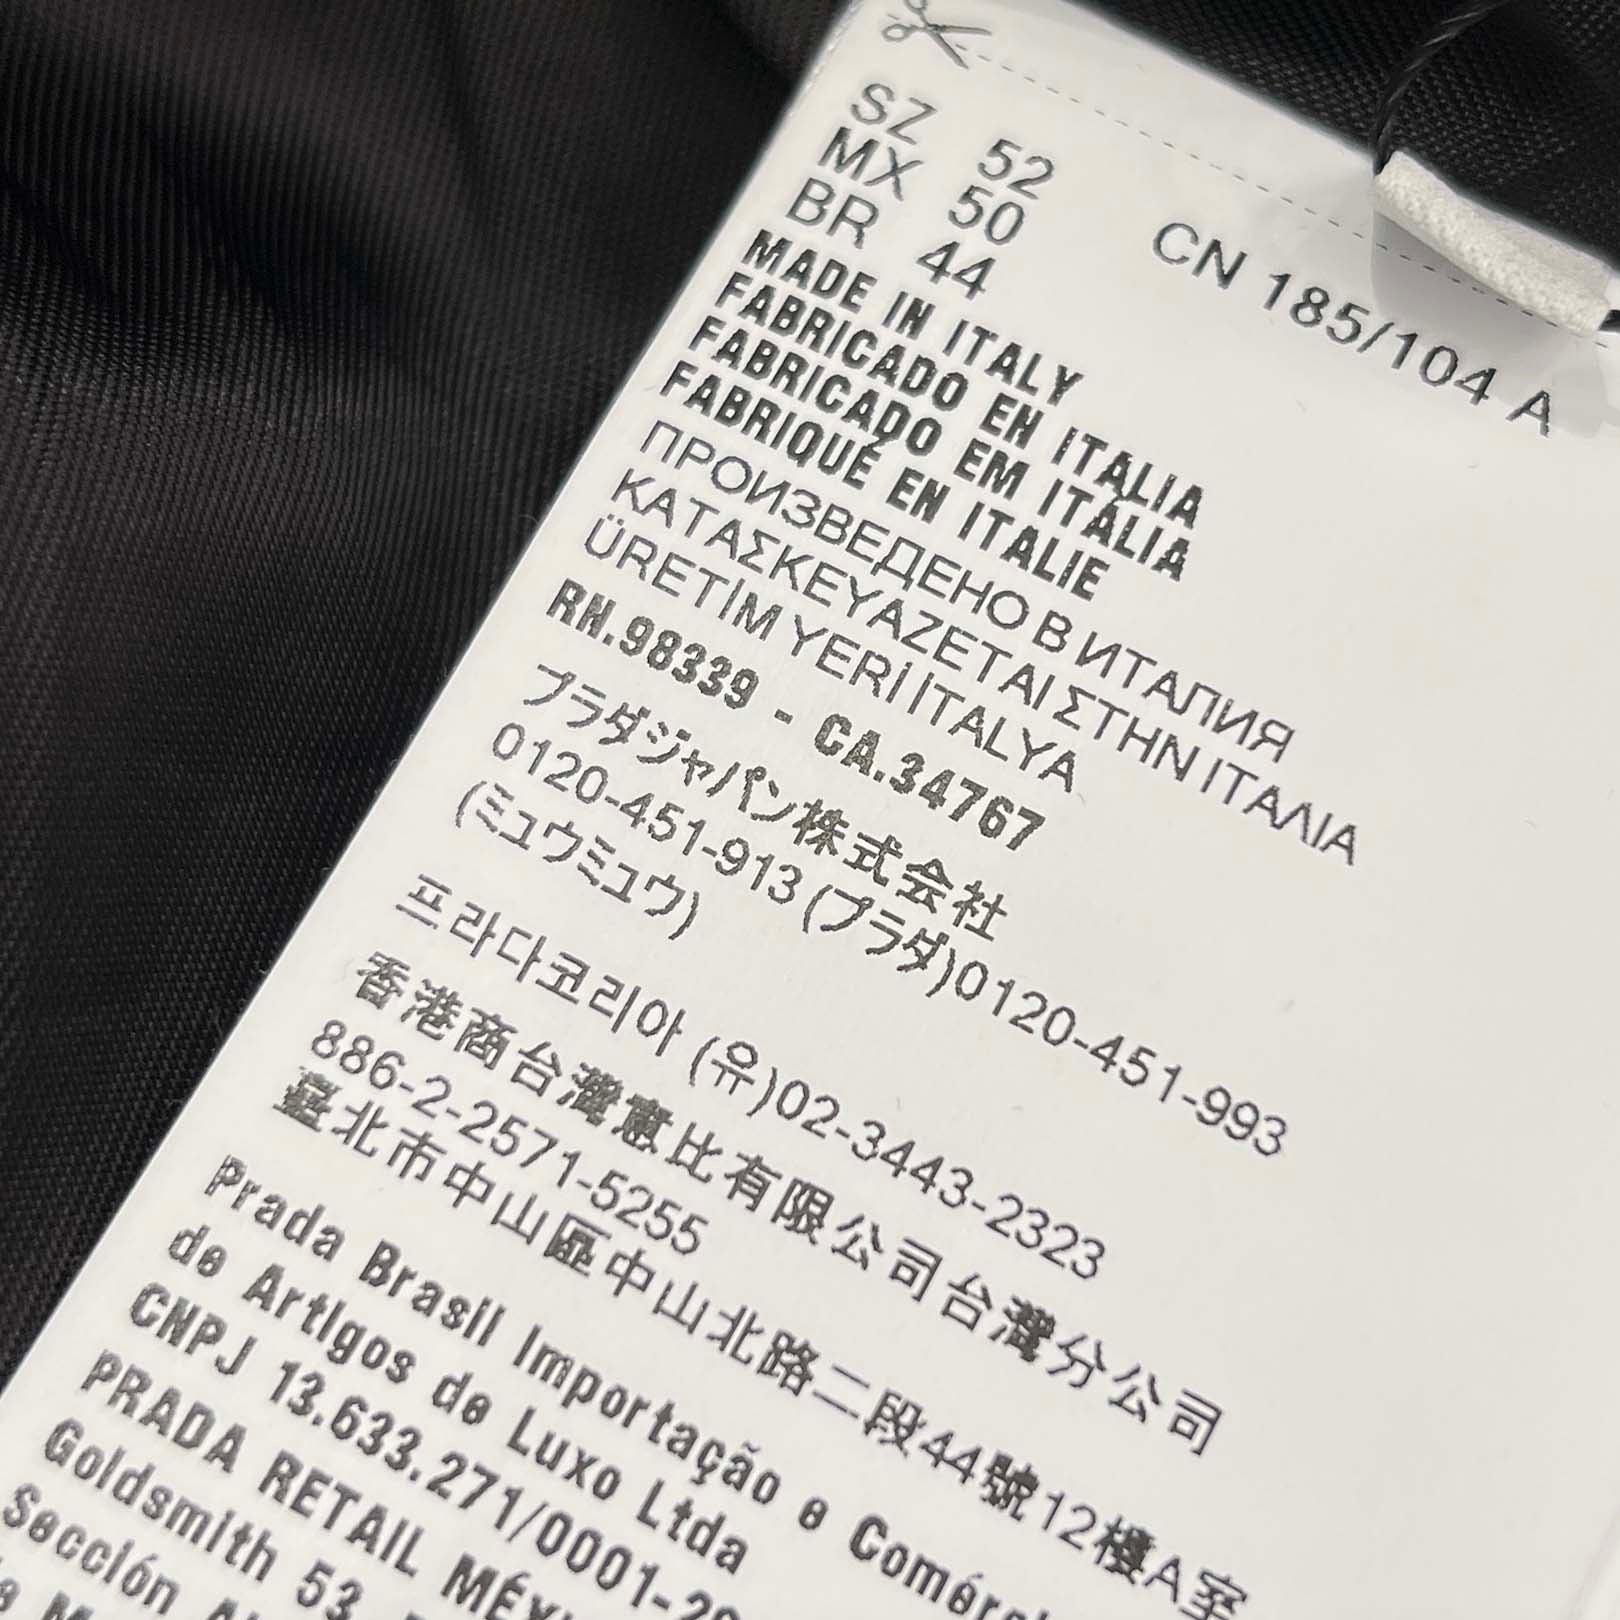 SZ 52
MX 50
BR 44
CN 185/104 A
MADE IN ITALY
FABRICADO EN ITALIA
FABRICADO EM ITÁLIA
FABRIQUÉ EN ITALIE
ПРОИЗВЕДЕНО В ИТАЛИЯ
ΚΑΤΑΣΚΕΥΑΖΕΤΑΙ ΣΤΗΝ ΙΤΑΛΙΑ
ÜRETİM YERİ İTALYA
RN.98339 - CA.34767
プラダジャパン株式会社
0120-451-913 (プラダ)0120-451-993
(ミュウミュウ)
프라다코리아 (유)02-3443-2323
香港商台灣惠比有限公司台灣分公司
886-2-2571-5255
臺北市中山區中山北路二段44號12樓A室
Prada Brasil Importação e Comérc
de Artigos de Luxo Ltda
CNPJ 13.633.271/0001-2
PRADA RETAIL MÉX
Goldsmith 53,
Sección